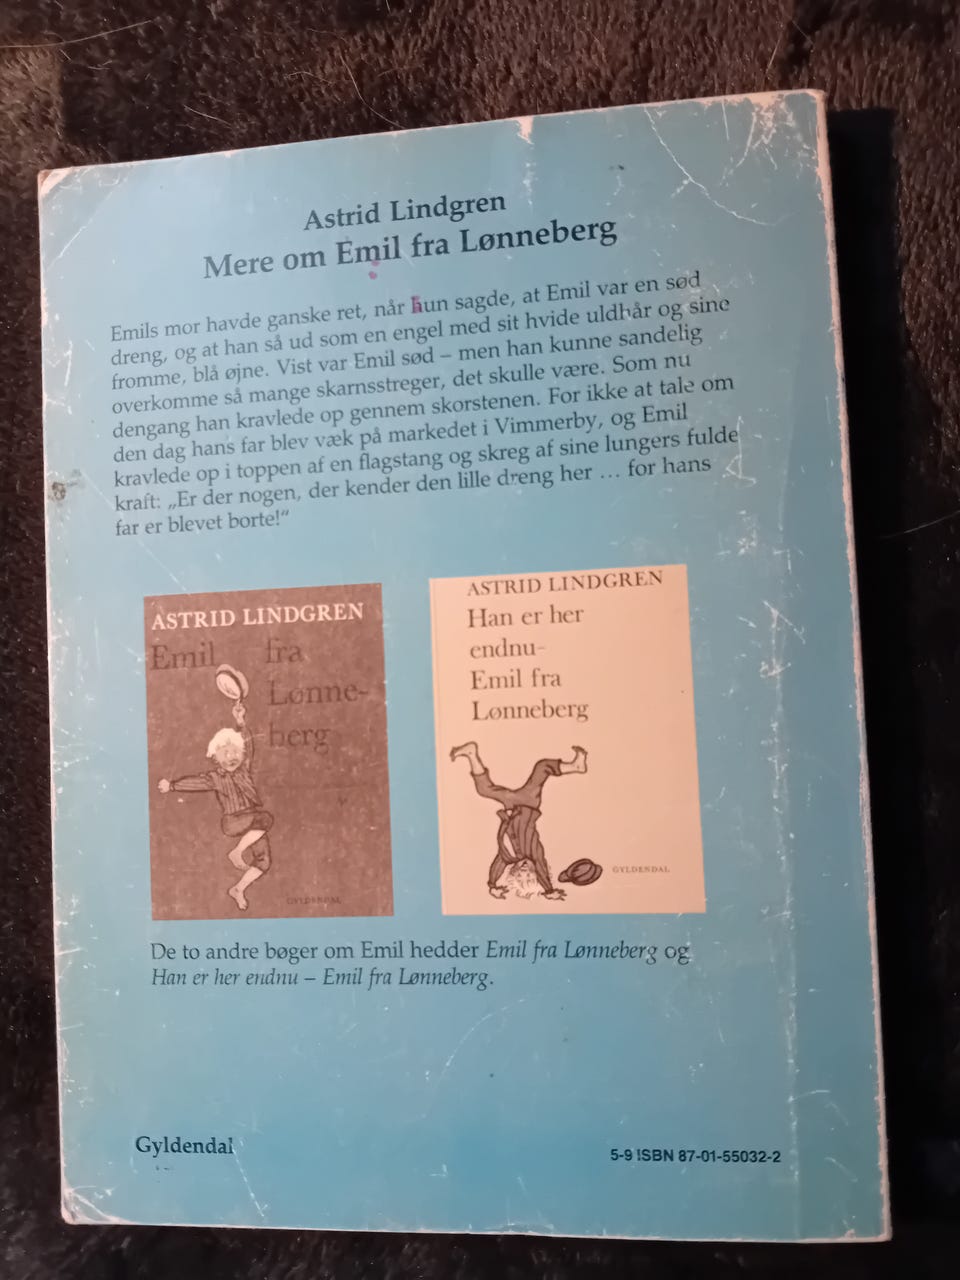 Astrid Lindgren
Mere om Emil fra Lønneberg
Emils mor havde ganske ret, når hun sagde, at Emil var en sød
dreng, og at han så ud som en engel med sit hvide uldhår og sine
fromme, blå øjne. Vist var Emil sød – men han kunne sandelig
overkomme så mange skarnsstreger, det skulle være. Som nu
dengang han kravlede op gennem skorstenen. For ikke at tale om
den dag hans far blev væk på markedet i Vimmerby, og Emil
kravlede op i toppen af en flagstang og skreg af sine lungers fulde
kraft: „Er der nogen, der kender den lille dreng her ... for hans
far er blevet borte!“
ASTRID LINDGREN
Emil fra
Lønne-
berg
GYLDENDAL
ASTRID LINDGREN
Han er her
endnu-
Emil fra
Lønneberg
GYLDENDAL
De to andre bøger om Emil hedder Emil fra Lønneberg og
Han er her endnu – Emil fra Lønneberg.
Gyldendal
5-9 ISBN 87-01-55032-2